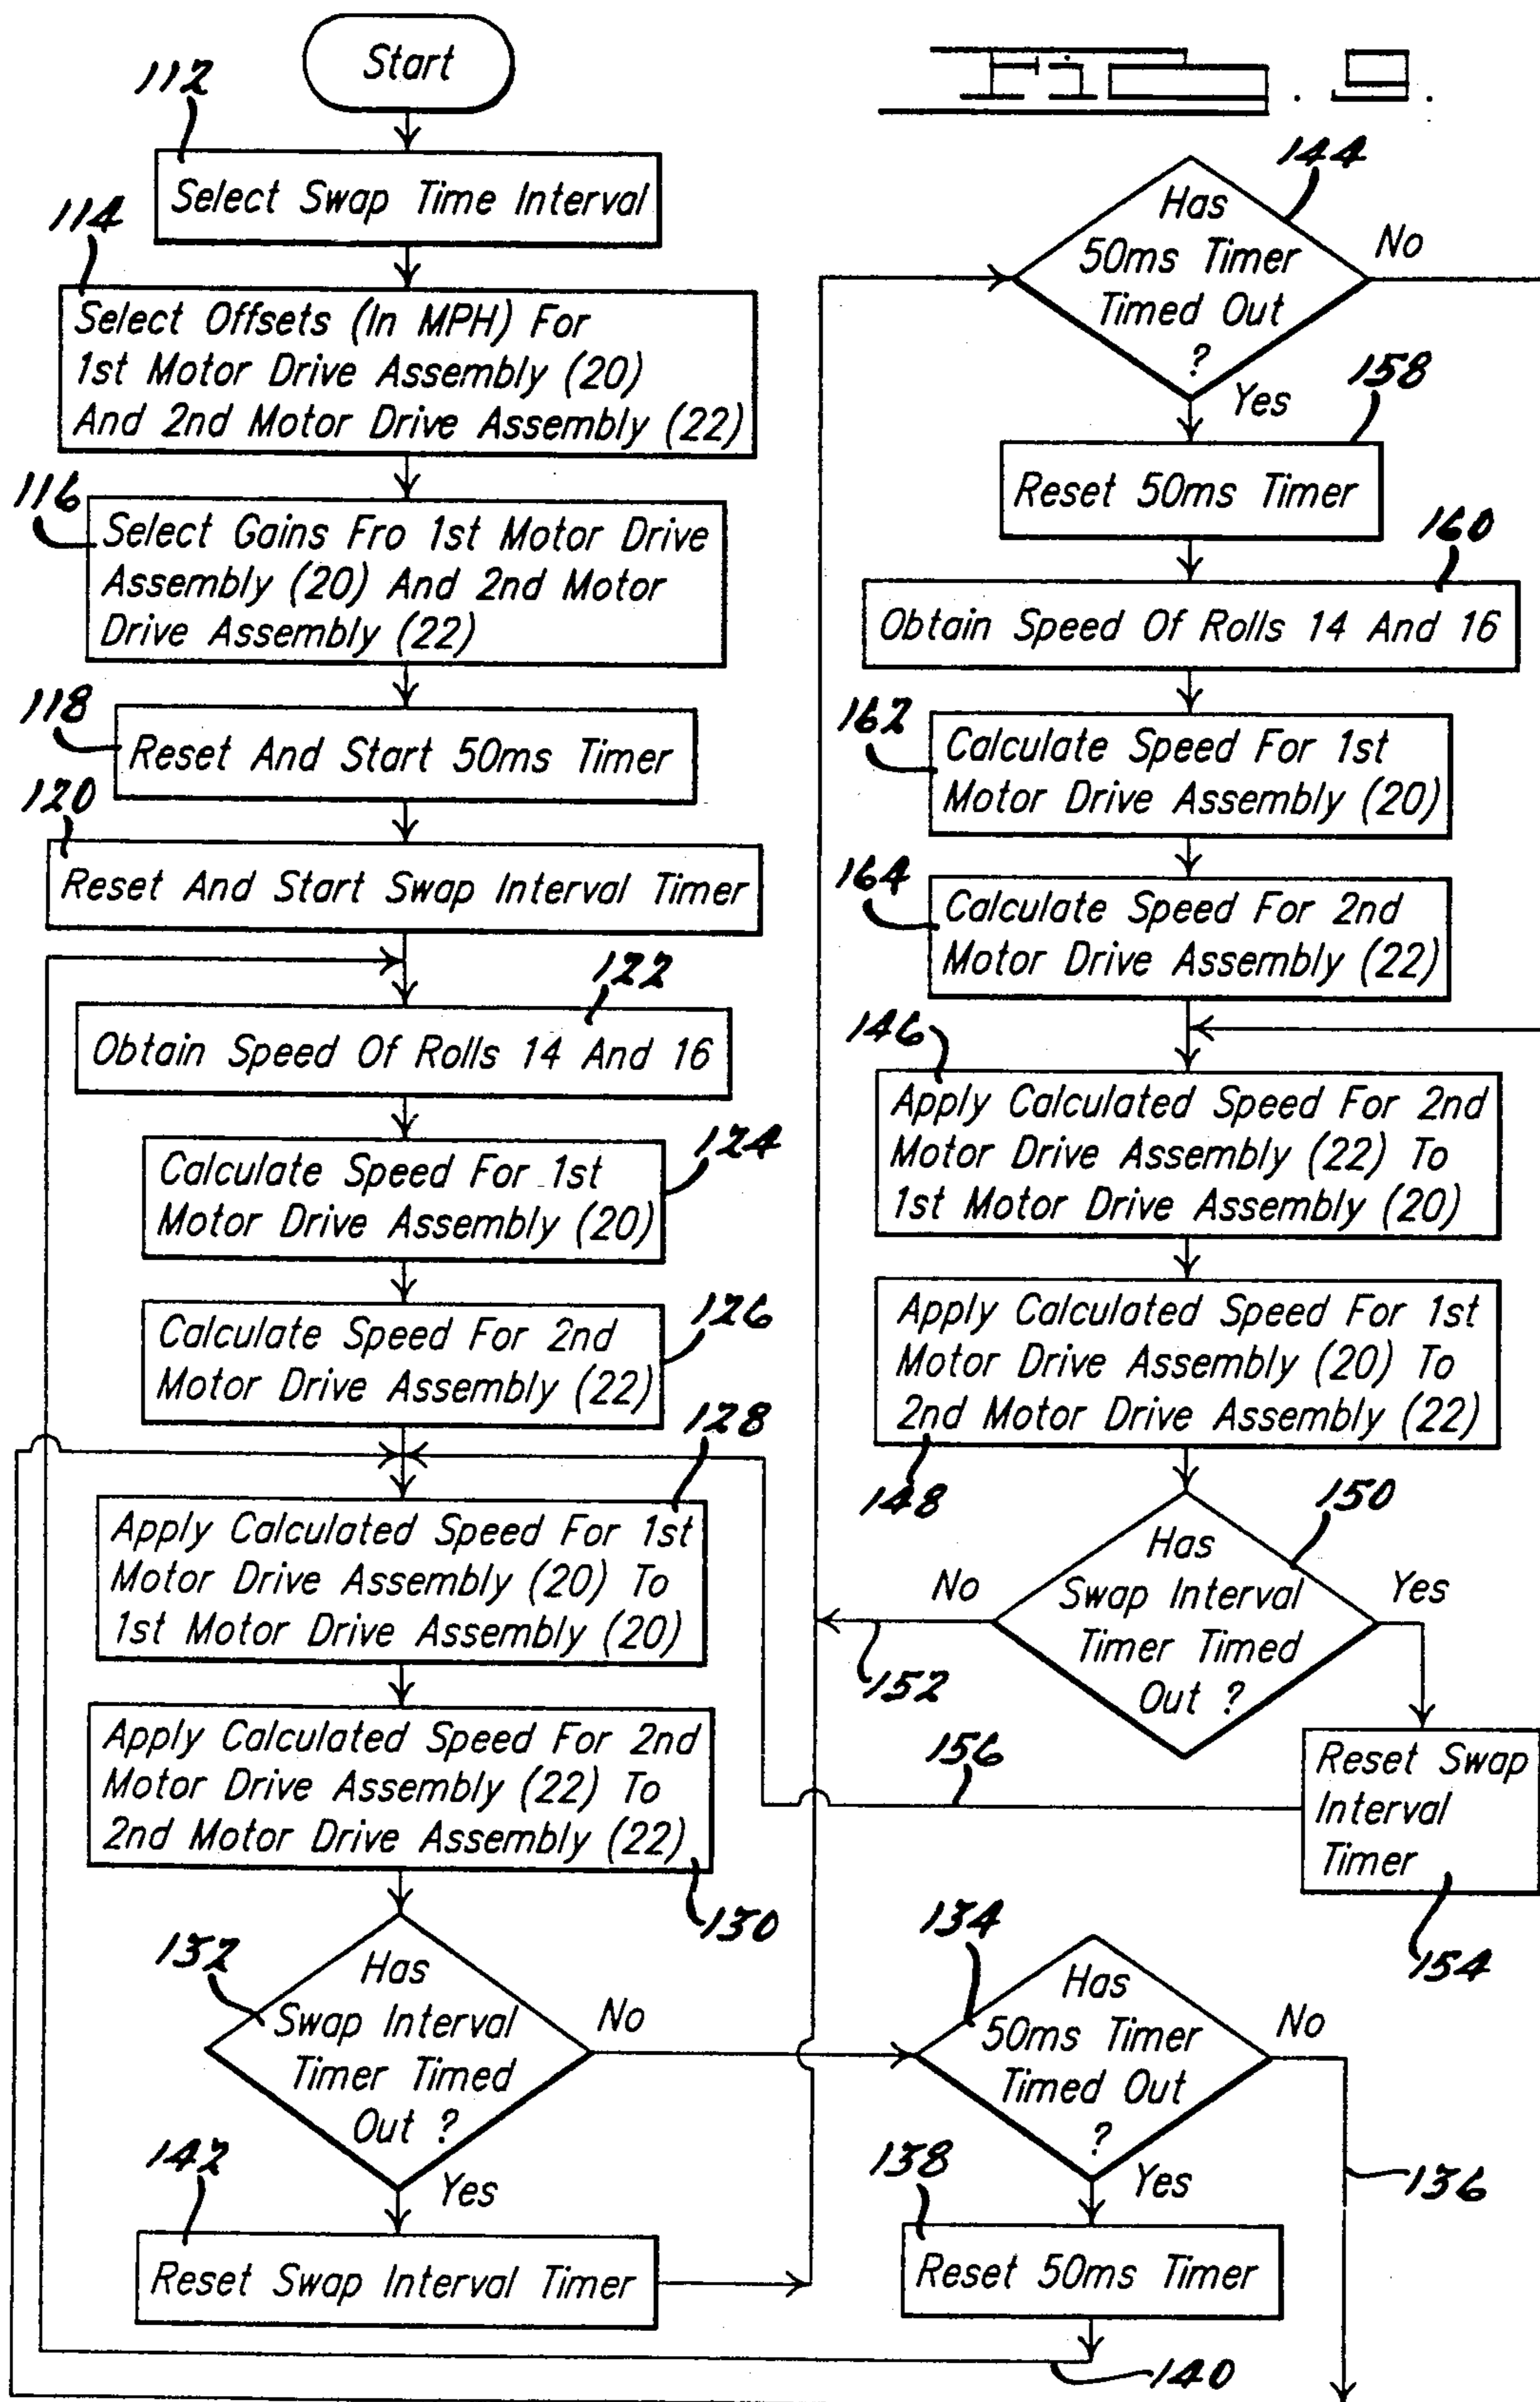 Start
112
Select Swap Time Interval
114
Select Offsets (In MPH) For
1st Motor Drive Assembly (20)
And 2nd Motor Drive Assembly (22)
116
Select Gains Fro 1st Motor Drive
Assembly (20) And 2nd Motor
Drive Assembly (22)
118
Reset And Start 50ms Timer
120
Reset And Start Swap Interval Timer
122
Obtain Speed Of Rolls 14 And 16
124
Calculate Speed For 1st
Motor Drive Assembly (20)
126
Calculate Speed For 2nd
Motor Drive Assembly (22)
128
Apply Calculated Speed For 1st
Motor Drive Assembly (20) To
1st Motor Drive Assembly (20)
Apply Calculated Speed For 2nd
Motor Drive Assembly (22) To
2nd Motor Drive Assembly (22)
130
132
Has
Swap Interval
Timer Timed
Out ?
No
Yes
142
Reset Swap Interval Timer
134
Has
50ms Timer
Timed Out
?
No
136
Yes
138
Reset 50ms Timer
140
144
Has
50ms Timer
Timed Out
?
No
Yes
158
Reset 50ms Timer
160
Obtain Speed Of Rolls 14 And 16
162
Calculate Speed For 1st
Motor Drive Assembly (20)
164
Calculate Speed For 2nd
Motor Drive Assembly (22)
146
Apply Calculated Speed For 2nd
Motor Drive Assembly (22) To
1st Motor Drive Assembly (20)
Apply Calculated Speed For 1st
Motor Drive Assembly (20) To
2nd Motor Drive Assembly (22)
148
150
Has
Swap Interval
Timer Timed
Out ?
No
Yes
152
156
Reset Swap
Interval
Timer
154